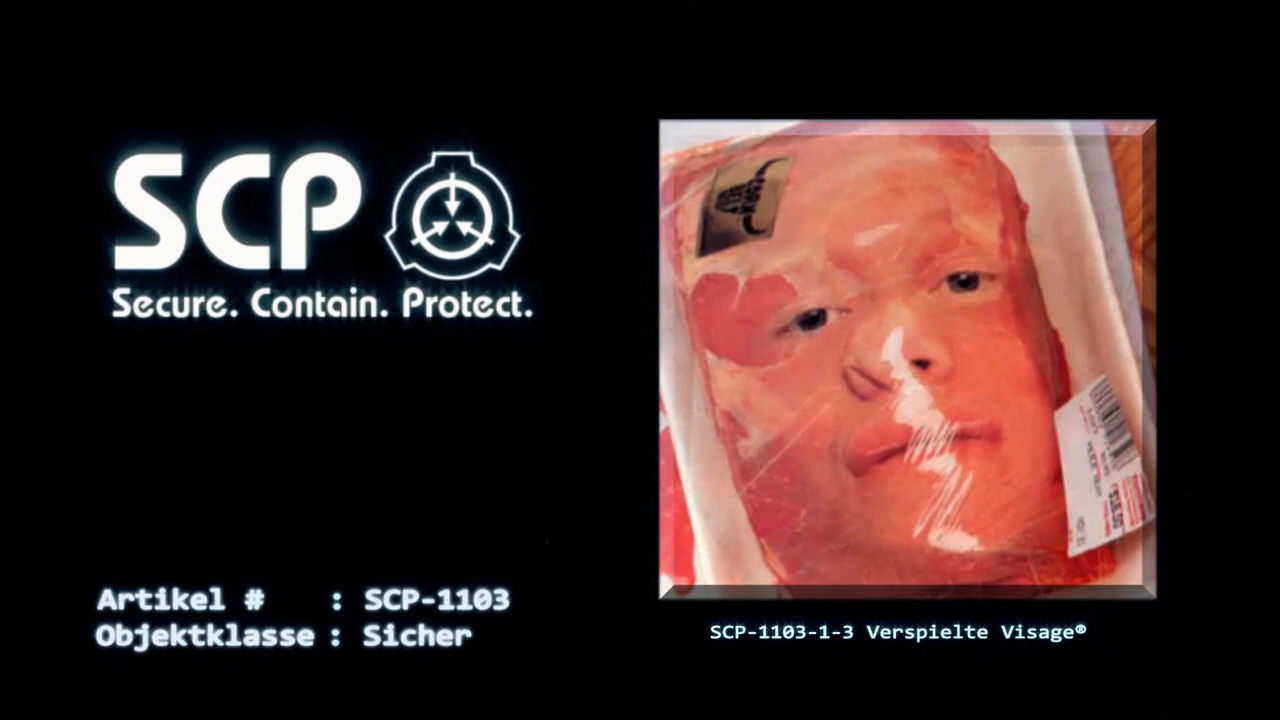 SCP
Secure. Contain. Protect.
Artikel # : SCP-1103
Objektklasse : Sicher
SCP-1103-1-3 Verspielte Visage®